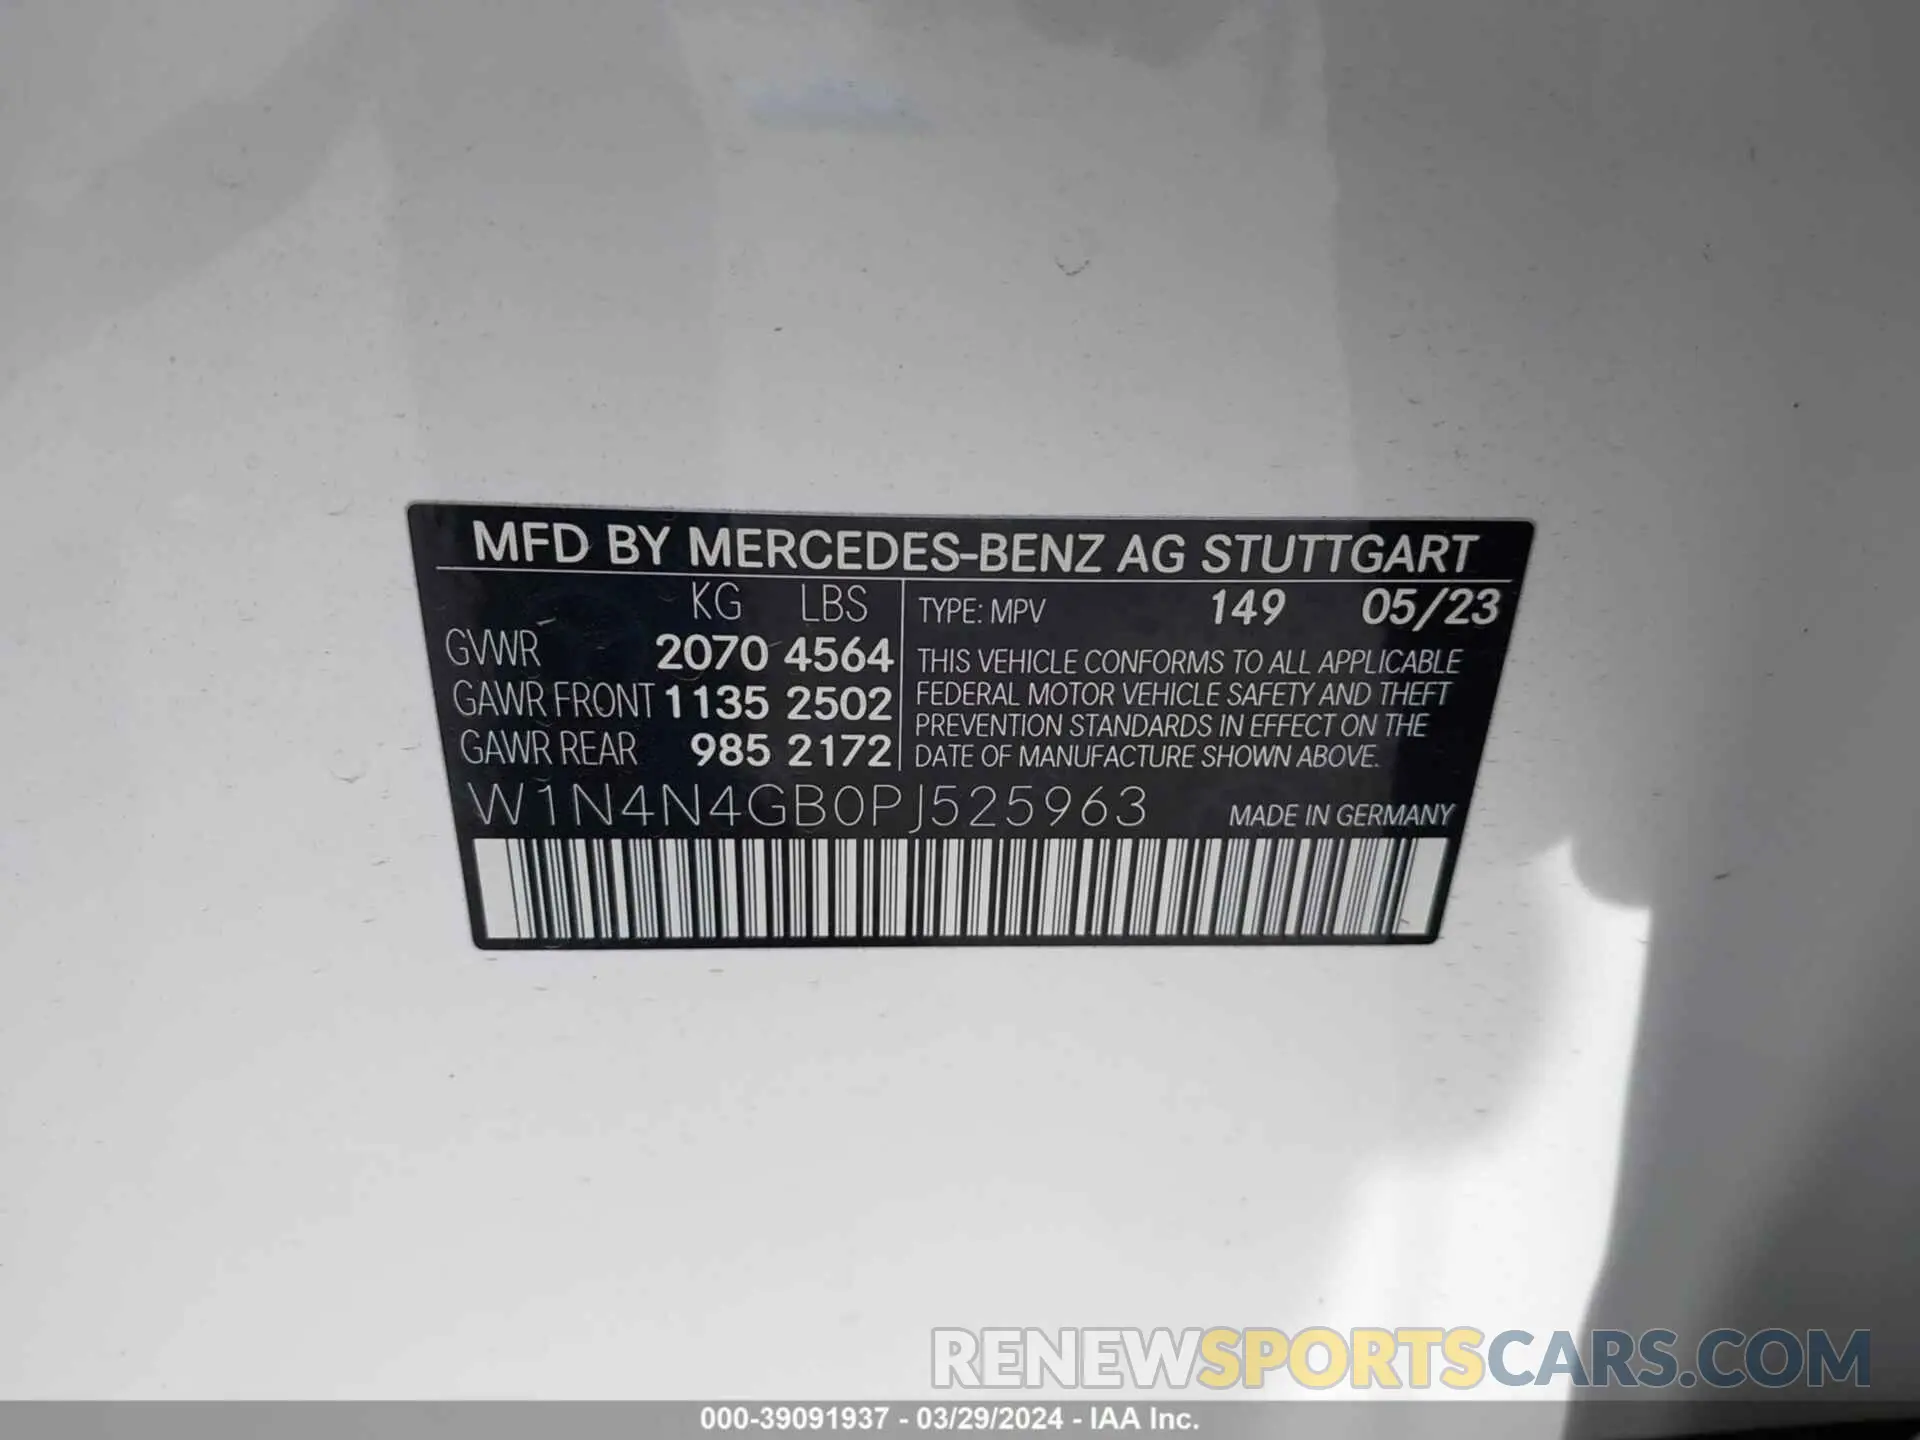 MFD BY MERCEDES-BENZ AG STUTTGART
KG LBS
GVWR 2070 4564
GAWR FRONT 1135 2502
GAWR REAR 985 2172
TYPE: MPV 149 05/23
THIS VEHICLE CONFORMS TO ALL APPLICABLE
FEDERAL MOTOR VEHICLE SAFETY AND THEFT
PREVENTION STANDARDS IN EFFECT ON THE
DATE OF MANUFACTURE SHOWN ABOVE.
W1N4N4GB0PJ525963 MADE IN GERMANY
RENEWSPORTSCARS.COM
000-39091937 - 03/29/2024 - IAA Inc.